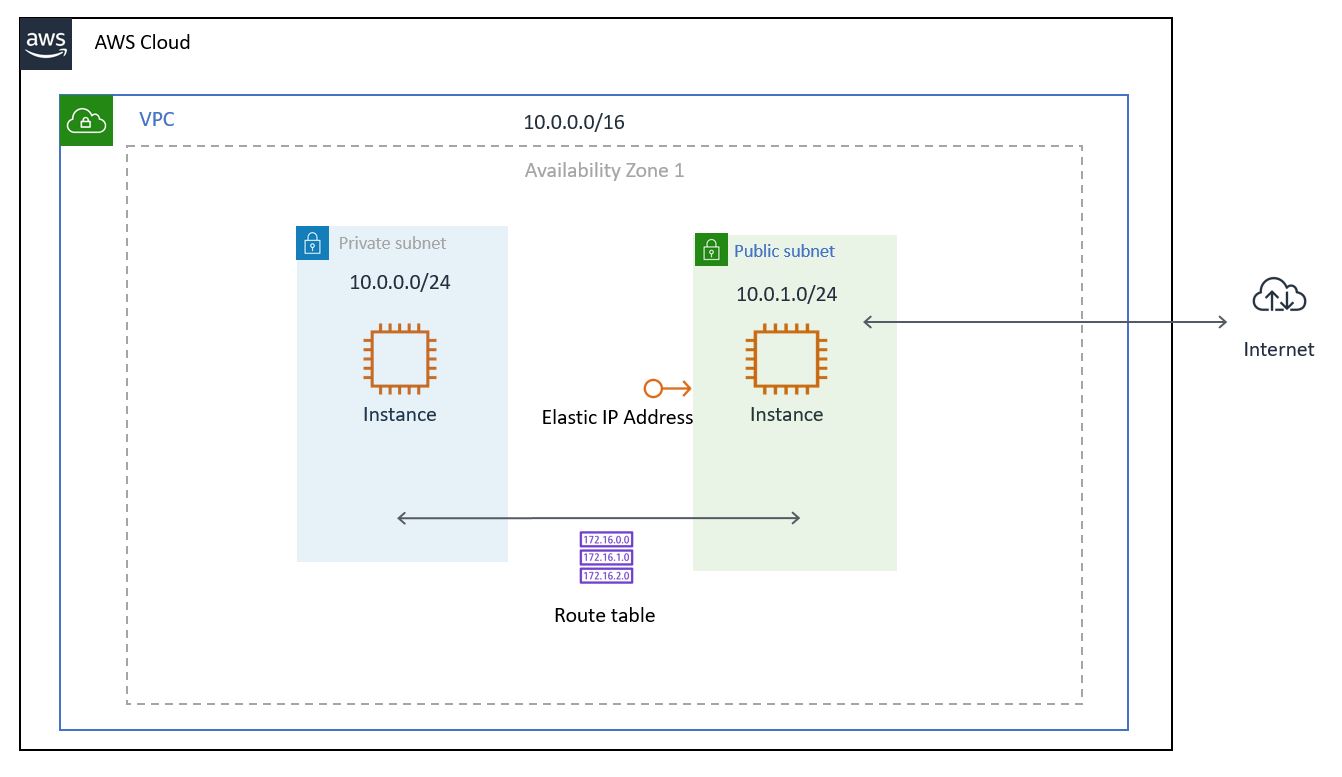 aws
AWS Cloud
VPC
10.0.0.0/16
Availability Zone 1
Private subnet
10.0.0.0/24
Instance
Public subnet
10.0.1.0/24
Instance
Elastic IP Address
Internet
172.16.0.0
172.16.1.0
172.16.2.0
Route table